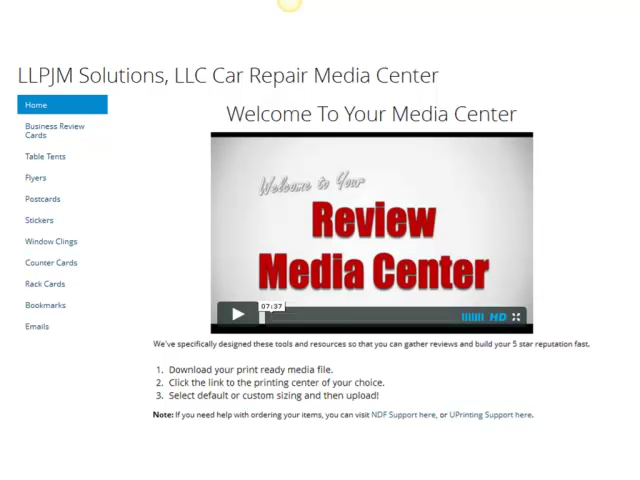 LLPJM Solutions, LLC Car Repair Media Center
Home
Business Review
Cards
Table Tents
Flyers
Postcards
Stickers
Window Clings
Counter Cards
Rack Cards
Bookmarks
Emails
Welcome To Your Media Center
Welcome to Your
Review
Media Center
07:37
HD
We've specifically designed these tools and resources so that you can gather reviews and build your 5 star reputation fast.
1. Download your print ready media file.
2. Click the link to the printing center of your choice.
3. Select default or custom sizing and then upload!
Note: If you need help with ordering your items, you can visit NDF Support here, or UPrinting Support here.